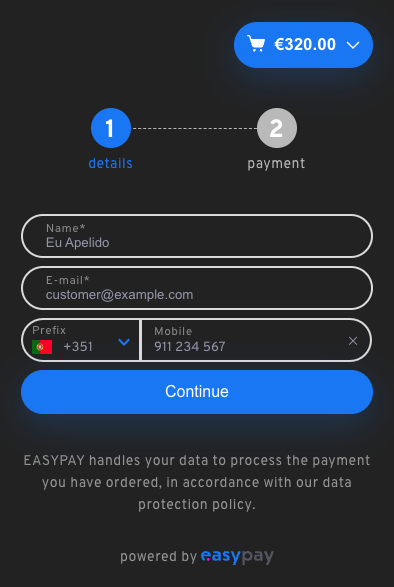 €320.00
1
2
details
payment
Name*
Eu Apelido
E-mail*
customer@example.com
Prefix
+351
Mobile
911 234 567
Continue
EASYPAY handles your data to process the payment
you have ordered, in accordance with our data
protection policy.
powered by easypay